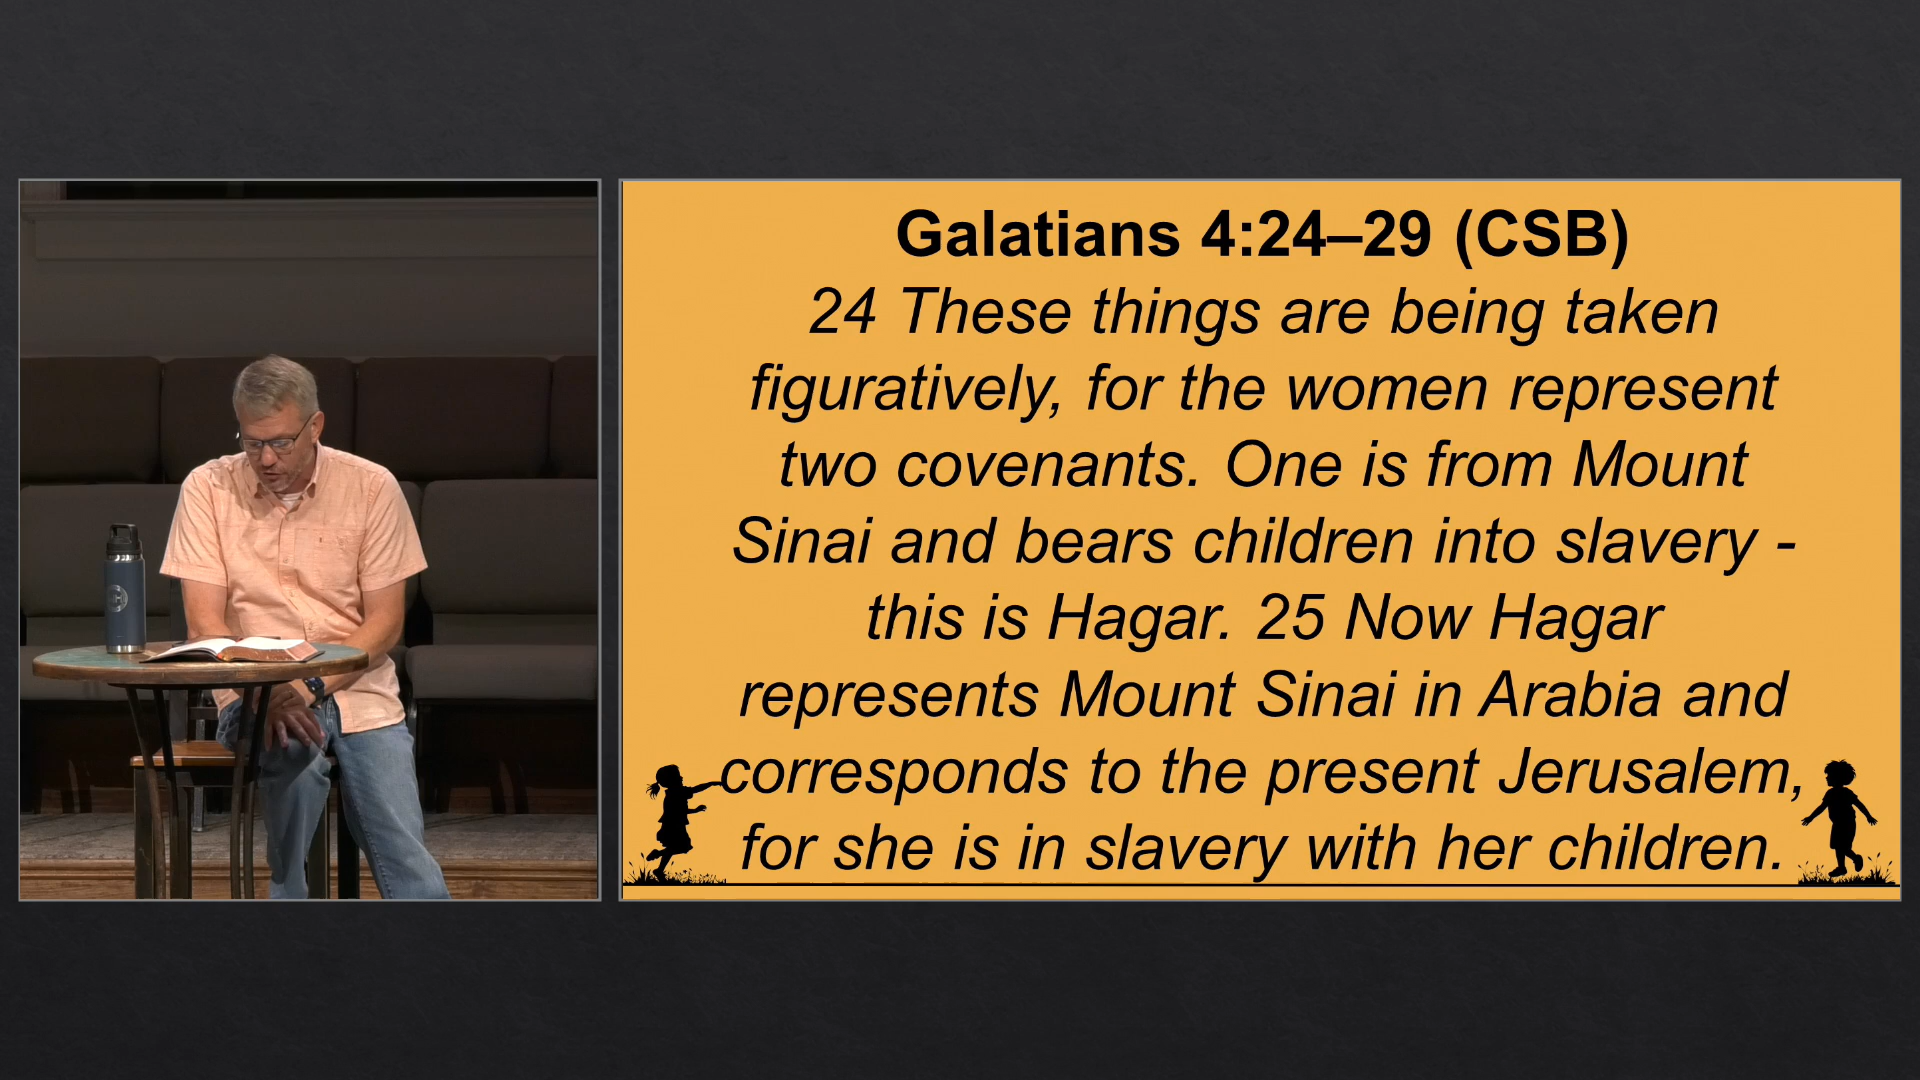 Galatians 4:24–29 (CSB)
24 These things are being taken
figuratively, for the women represent
two covenants. One is from Mount
Sinai and bears children into slavery -
this is Hagar. 25 Now Hagar
represents Mount Sinai in Arabia and
corresponds to the present Jerusalem,
for she is in slavery with her children.